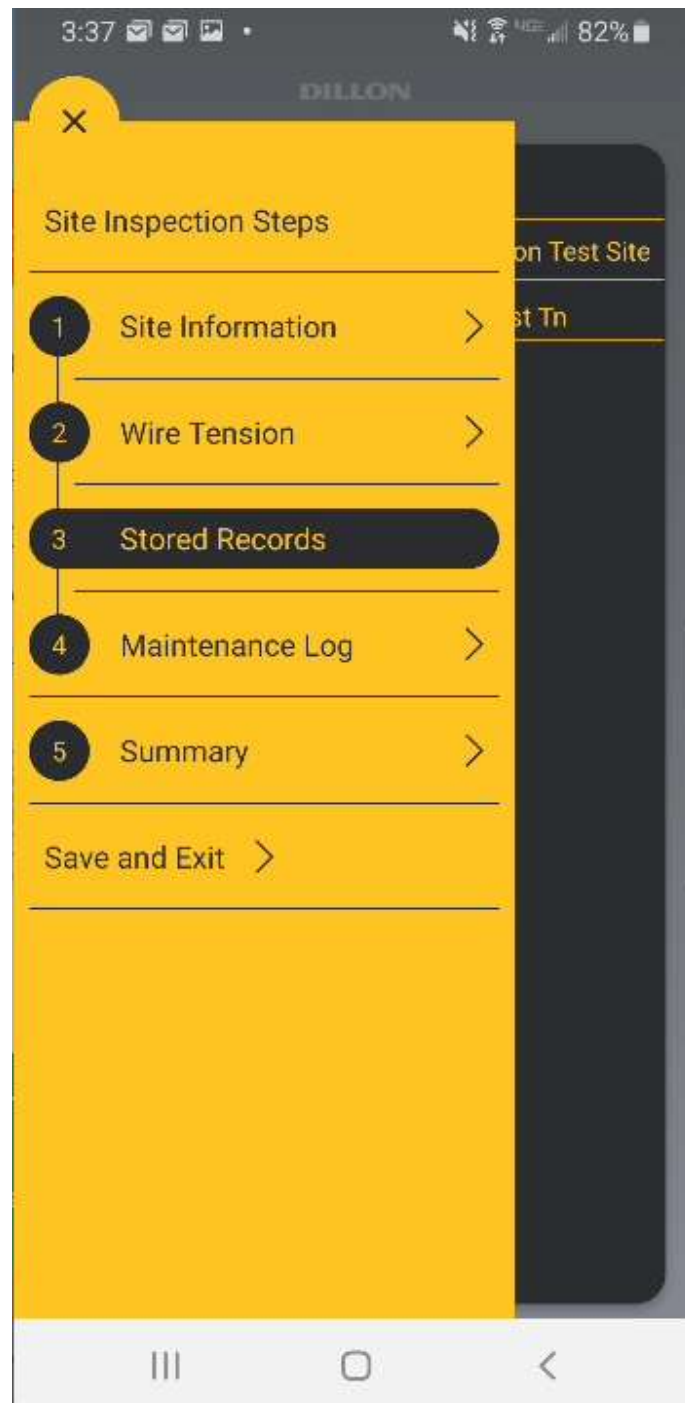 3:37 82%
DILLON
Site Inspection Steps
on Test Site
1 Site Information
st Tn
2 Wire Tension
3 Stored Records
4 Maintenance Log
5 Summary
Save and Exit